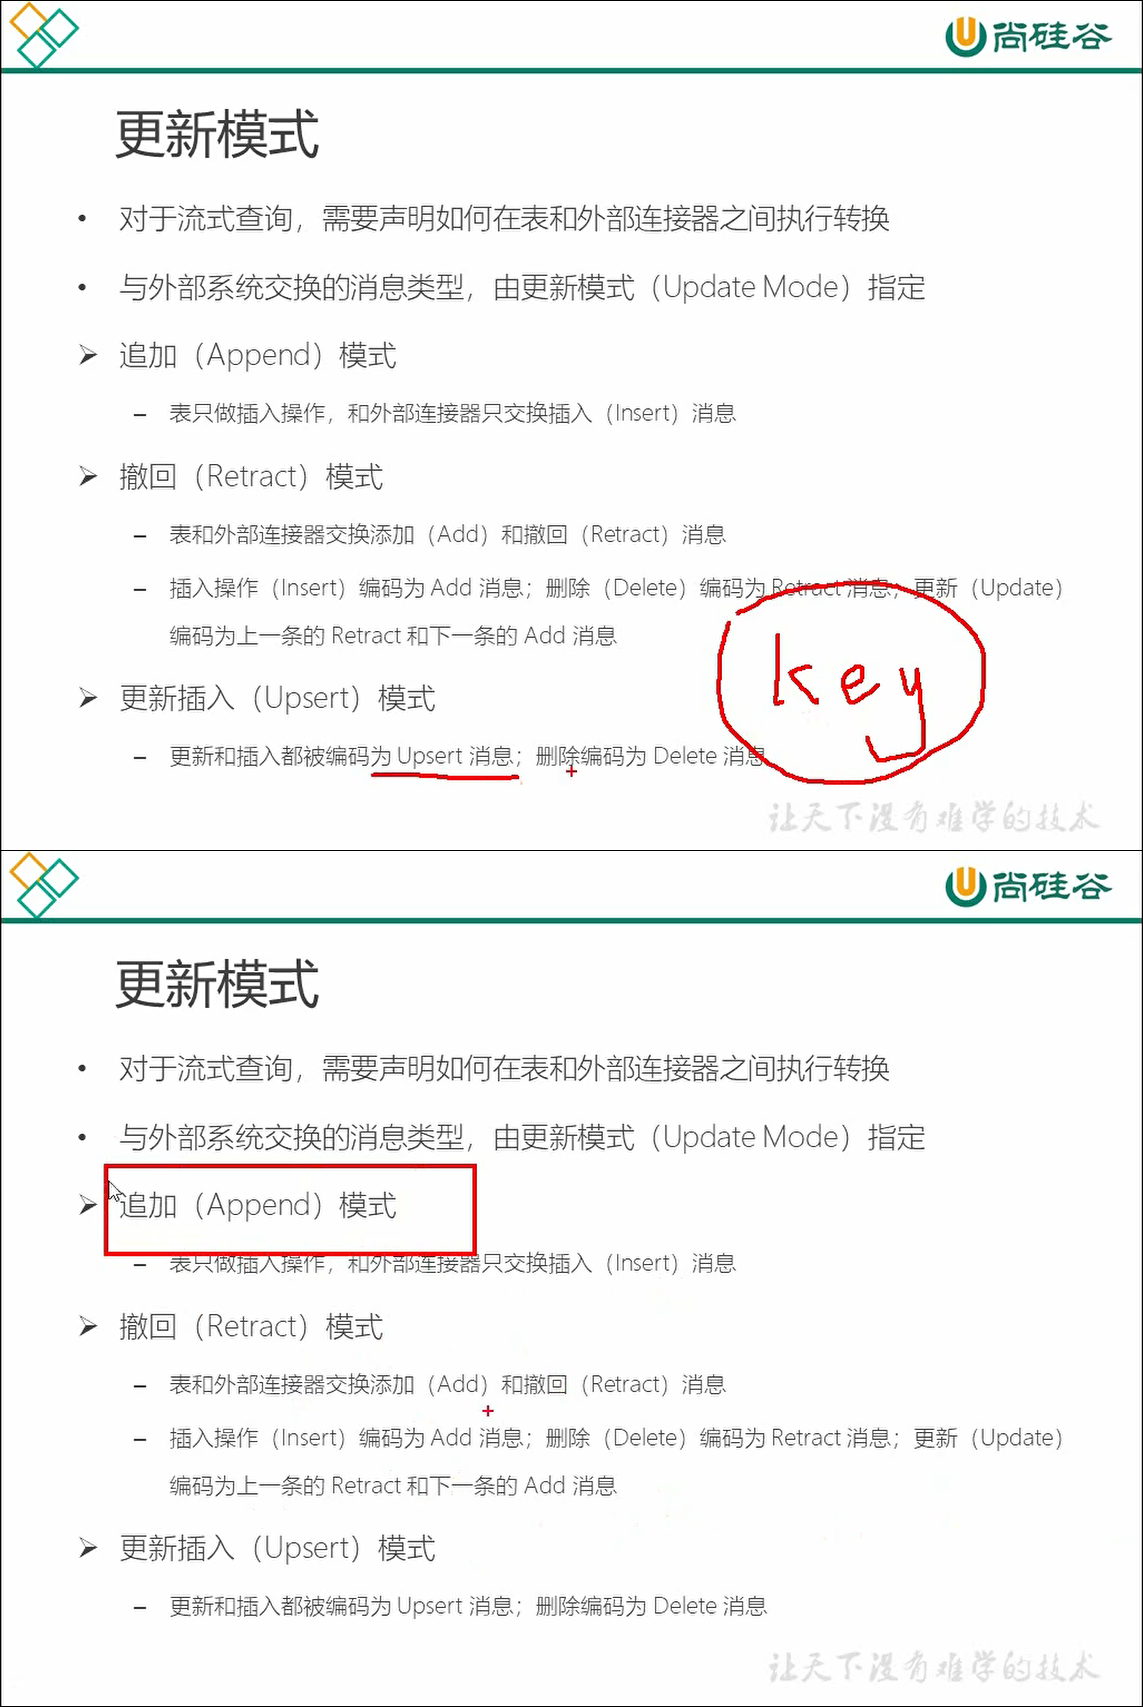 尚硅谷
更新模式
• 对于流式查询，需要声明如何在表和外部连接器之间执行转换
• 与外部系统交换的消息类型，由更新模式（Update Mode）指定
➢ 追加（Append）模式
– 表只做插入操作，和外部连接器只交换插入（Insert）消息
➢ 撤回（Retract）模式
– 表和外部连接器交换添加（Add）和撤回（Retract）消息
– 插入操作（Insert）编码为 Add 消息；删除（Delete）编码为 Retract 消息；更新（Update）
编码为上一条的 Retract 和下一条的 Add 消息
key
➢ 更新插入（Upsert）模式
– 更新和插入都被编码为 Upsert 消息；删除编码为 Delete 消息
让天下没有难学的技术
尚硅谷
更新模式
• 对于流式查询，需要声明如何在表和外部连接器之间执行转换
• 与外部系统交换的消息类型，由更新模式（Update Mode）指定
➢ 追加（Append）模式
– 表只做插入操作，和外部连接器只交换插入（Insert）消息
➢ 撤回（Retract）模式
– 表和外部连接器交换添加（Add）和撤回（Retract）消息
– 插入操作（Insert）编码为 Add 消息；删除（Delete）编码为 Retract 消息；更新（Update）
编码为上一条的 Retract 和下一条的 Add 消息
➢ 更新插入（Upsert）模式
– 更新和插入都被编码为 Upsert 消息；删除编码为 Delete 消息
让天下没有难学的技术